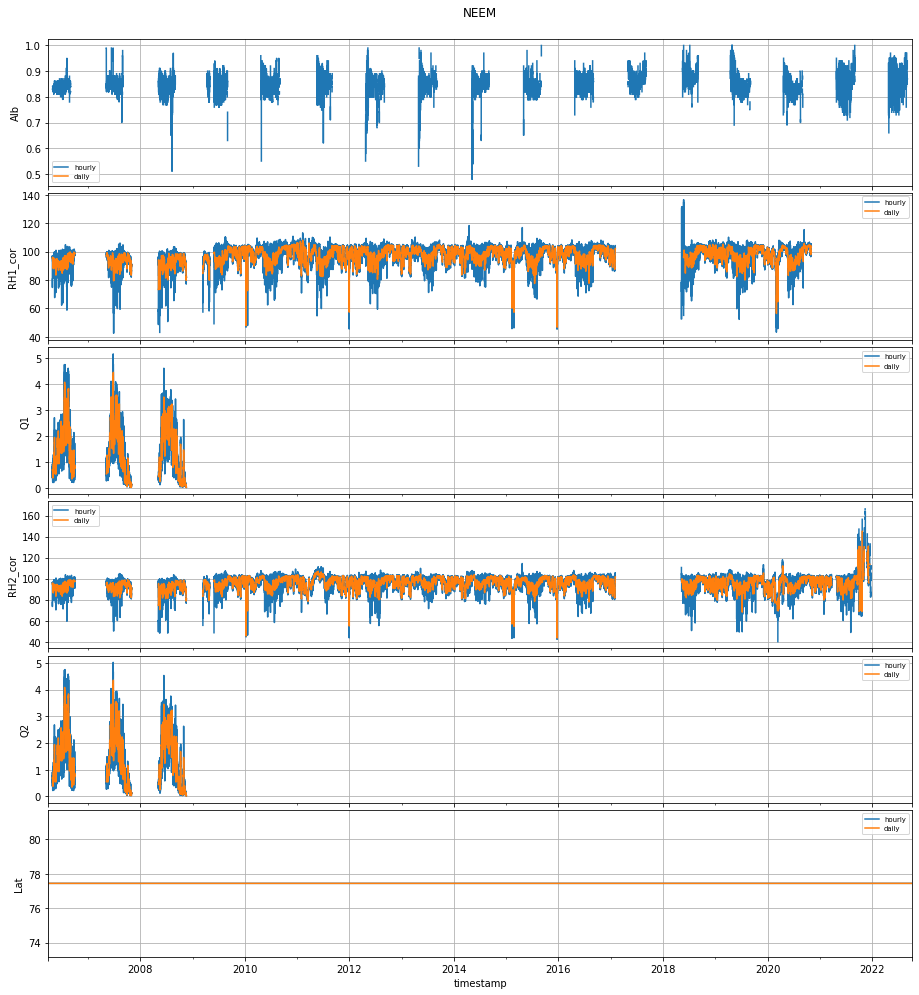 NEEM
Alb
1.0
0.9
0.8
0.7
0.6
0.5
hourly
daily
RH1_cor
140
120
100
80
60
40
hourly
daily
Q1
5
4
3
2
1
0
hourly
daily
RH2_cor
160
140
120
100
80
60
40
hourly
daily
Q2
5
4
3
2
1
0
hourly
daily
Lat
80
78
76
74
hourly
daily
2008 2010 2012 2014 2016 2018 2020 2022
timestamp